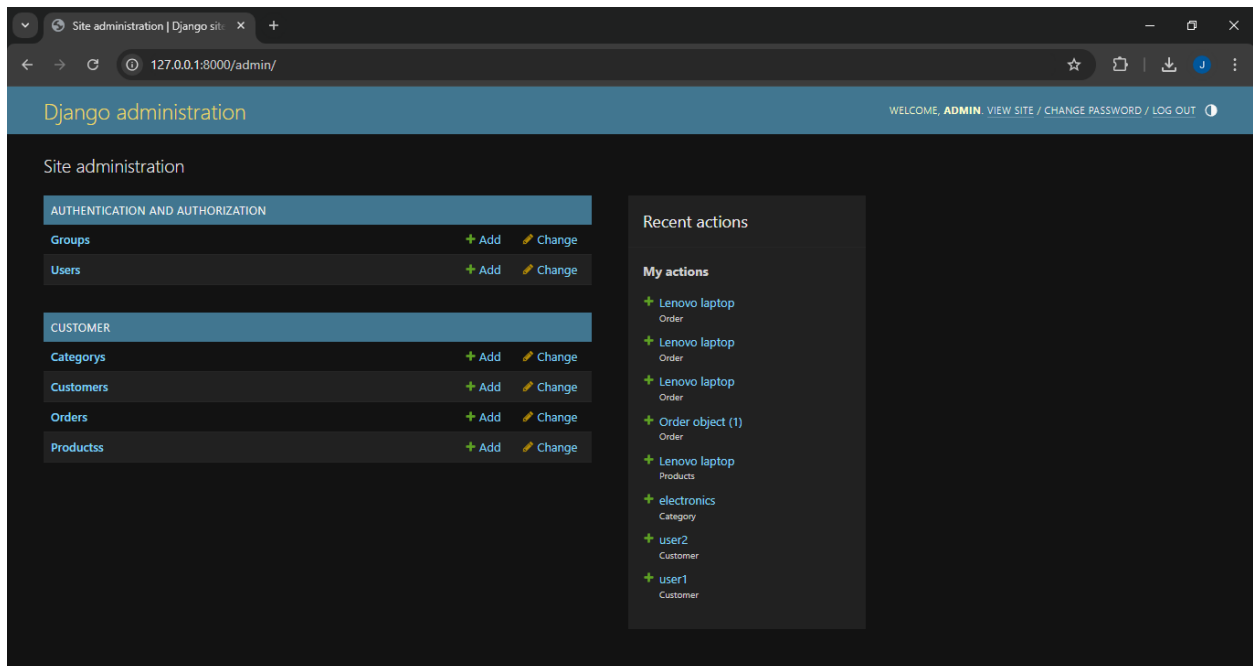 Site administration | Django site
127.0.0.1:8000/admin/
J
Django administration
WELCOME, ADMIN. VIEW SITE / CHANGE PASSWORD / LOG OUT
Site administration
AUTHENTICATION AND AUTHORIZATION
Groups + Add Change
Users + Add Change
CUSTOMER
Categorys + Add Change
Customers + Add Change
Orders + Add Change
Productss + Add Change
Recent actions
My actions
+ Lenovo laptop
Order
+ Lenovo laptop
Order
+ Lenovo laptop
Order
+ Order object (1)
Order
+ Lenovo laptop
Products
+ electronics
Category
+ user2
Customer
+ user1
Customer